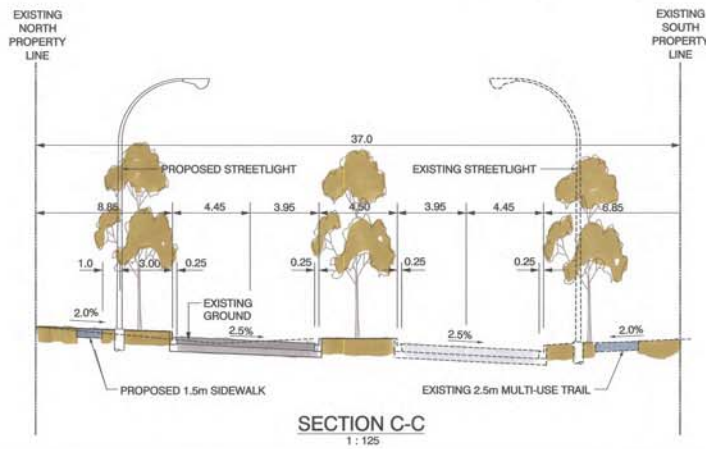 EXISTING
NORTH
PROPERTY
LINE
EXISTING
SOUTH
PROPERTY
LINE
37.0
PROPOSED STREETLIGHT
EXISTING STREETLIGHT
8.85
4.45
3.95
4.50
3.95
4.45
6.85
1.0
3.00
0.25
0.25
0.25
0.25
2.0%
EXISTING
GROUND
2.5%
2.5%
2.0%
PROPOSED 1.5m SIDEWALK
EXISTING 2.5m MULTI-USE TRAIL
SECTION C-C
1 : 125